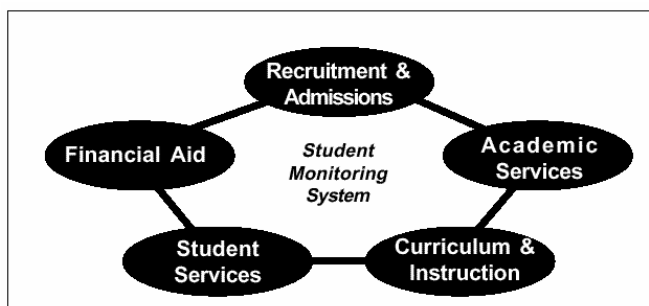 Recruitment &
Admissions
Financial Aid
Student
Monitoring
System
Academic
Services
Student
Services
Curriculum &
Instruction